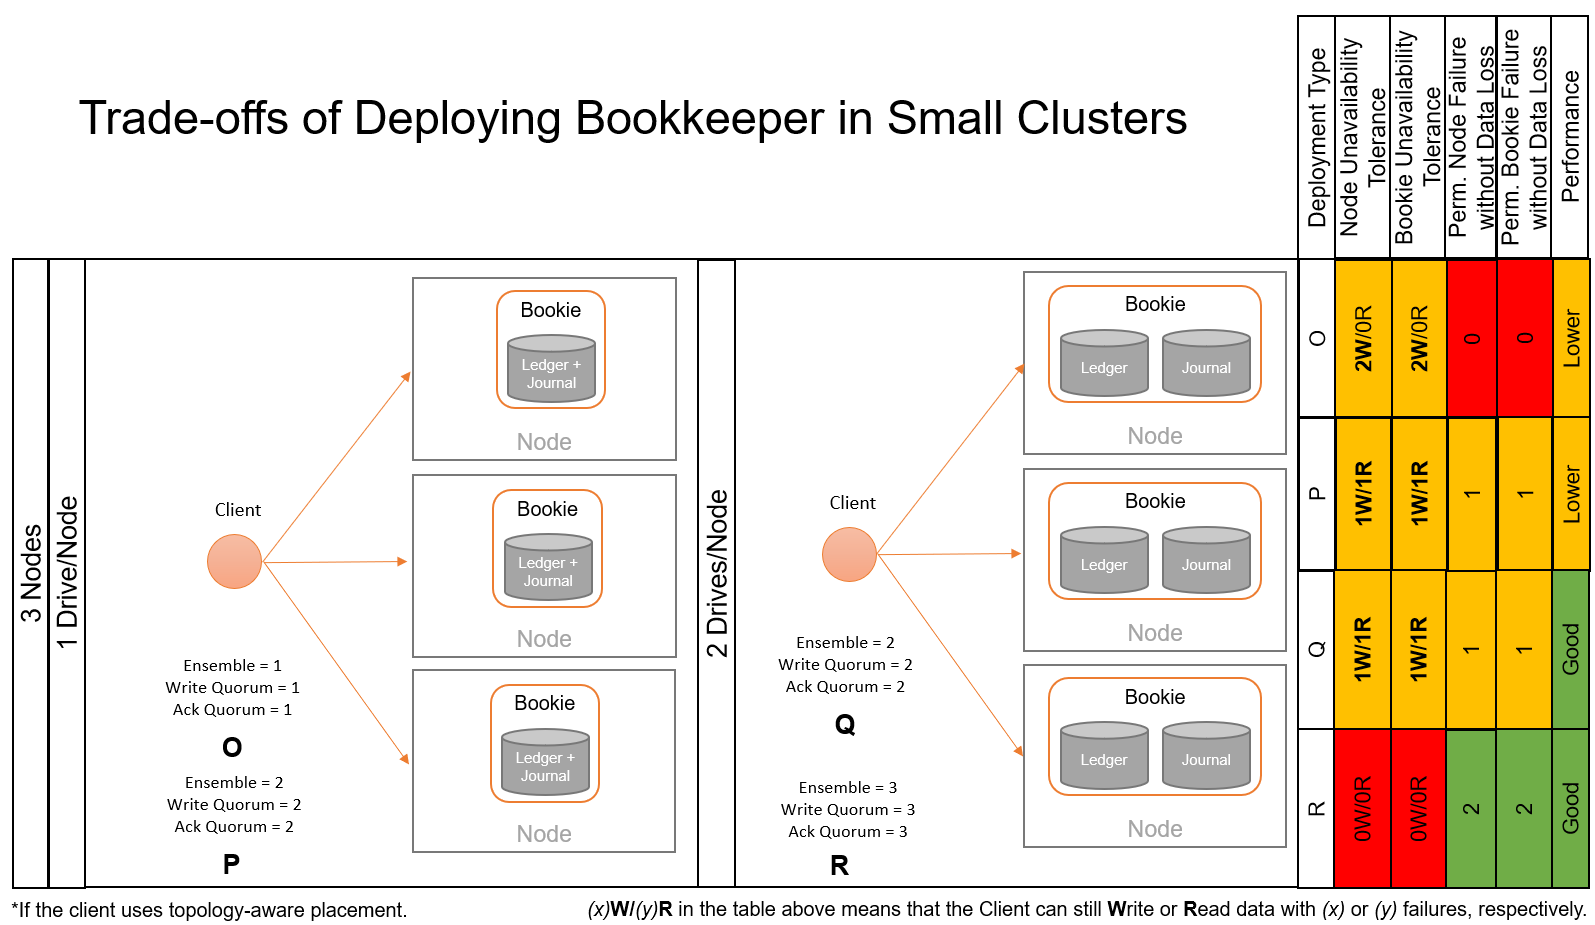 Trade-offs of Deploying Bookkeeper in Small Clusters
Deployment Type
Node Unavailability
Tolerance
Bookie Unavailability
Tolerance
Perm. Node Failure
without Data Loss
Perm. Bookie Failure
without Data Loss
Performance
3 Nodes
1 Drive/Node
Client
Ensemble = 1
Write Quorum = 1
Ack Quorum = 1
O
Ensemble = 2
Write Quorum = 2
Ack Quorum = 2
P
Bookie
Ledger +
Journal
Node
Bookie
Ledger +
Journal
Node
Bookie
Ledger +
Journal
Node
2 Drives/Node
Client
Ensemble = 2
Write Quorum = 2
Ack Quorum = 2
Q
Ensemble = 3
Write Quorum = 3
Ack Quorum = 3
R
Bookie
Ledger
Journal
Node
Bookie
Ledger
Journal
Node
Bookie
Ledger
Journal
Node
O
2W/0R
2W/0R
0
0
Lower
P
1W/1R
1W/1R
1
1
Lower
Q
1W/1R
1W/1R
1
1
Good
R
0W/0R
0W/0R
2
2
Good
*If the client uses topology-aware placement.
(x)W/(y)R in the table above means that the Client can still Write or Read data with (x) or (y) failures, respectively.